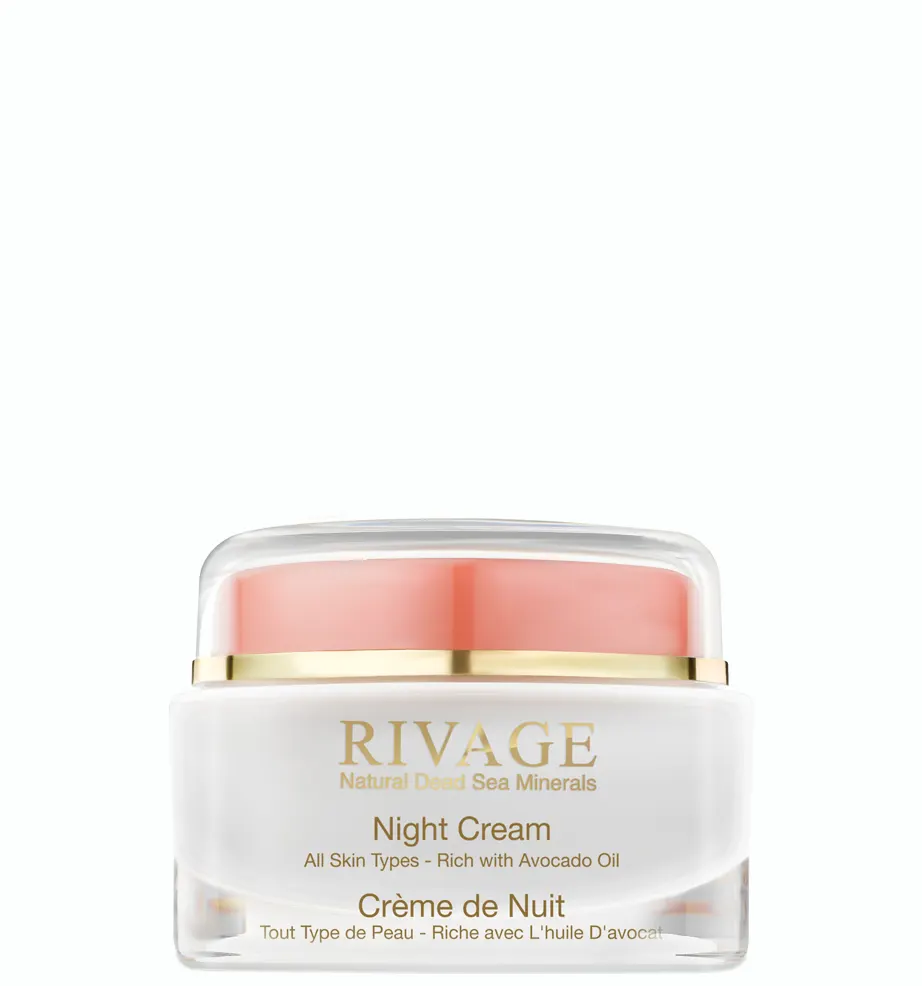 RIVAGE
Natural Dead Sea Minerals
Night Cream
All Skin Types - Rich with Avocado Oil
Crème de Nuit
Tout Type de Peau - Riche avec L'huile D'avocat